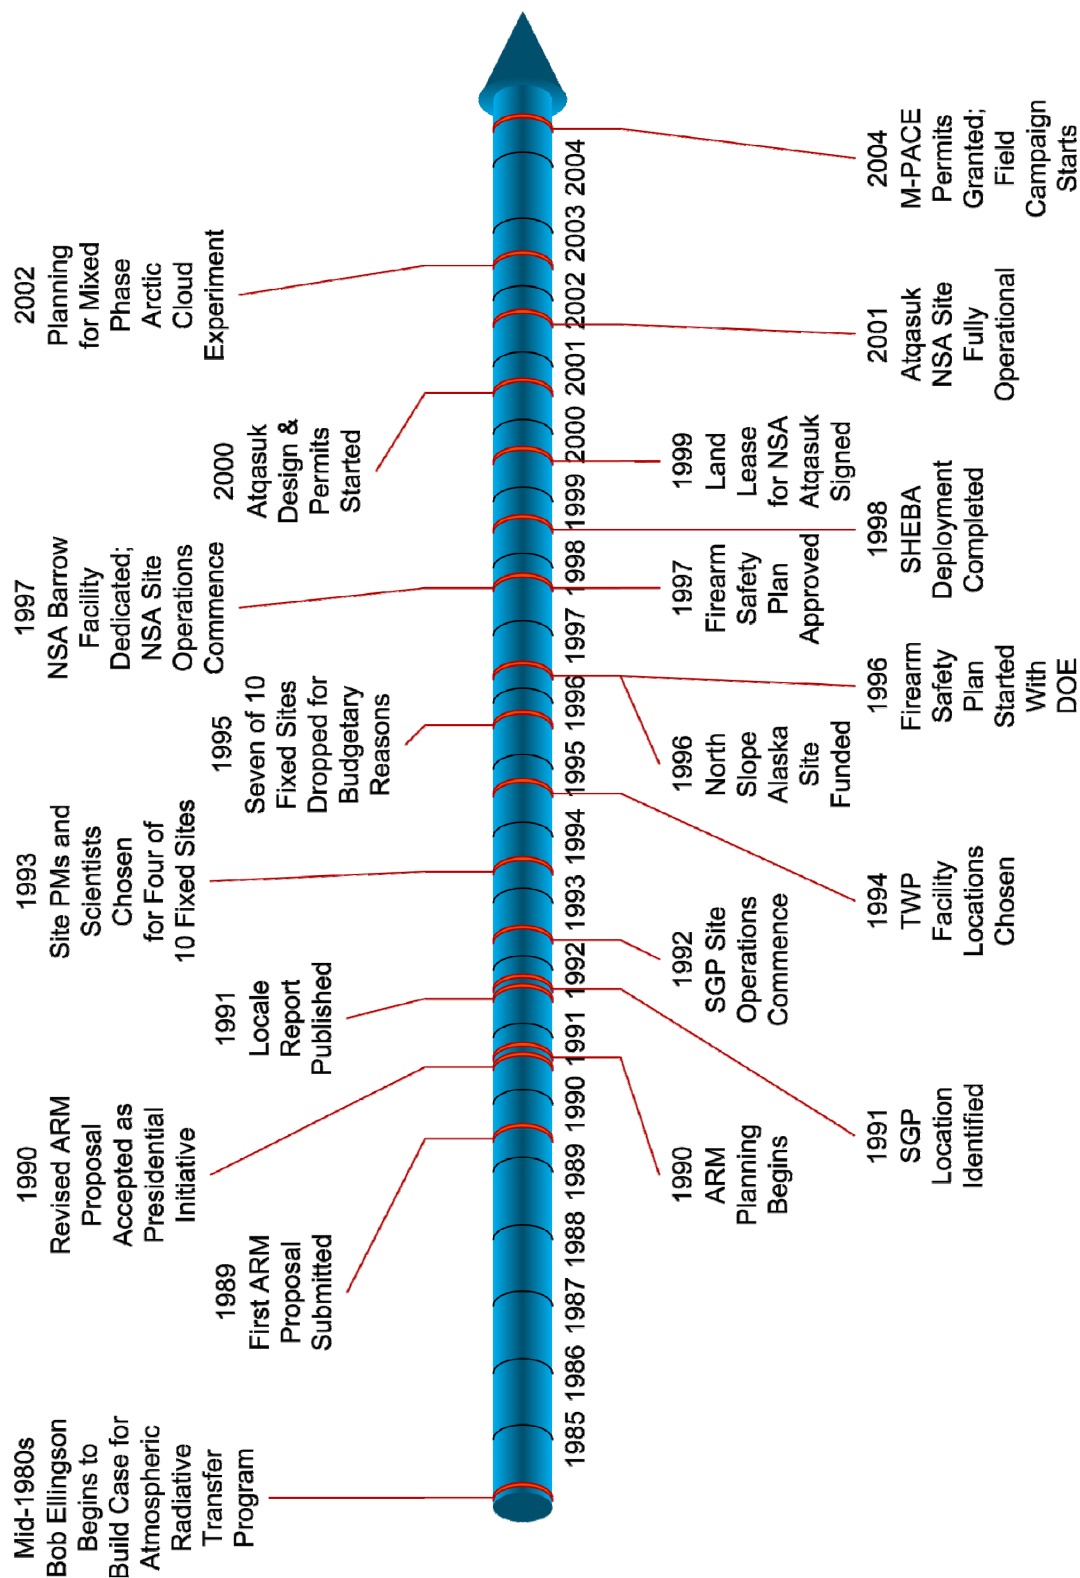 Mid-1980s
Bob Ellingson
Begins to
Build Case for
Atmospheric
Radiative
Transfer
Program
1990
Revised ARM
Proposal
Accepted as
Presidential
Initiative
1993
Site PMs and
Scientists
Chosen
for Four of
10 Fixed Sites
1997
NSA Barrow
Facility
Dedicated;
NSA Site
Operations
Commence
2002
Planning
for Mixed
Phase
Arctic
Cloud
Experiment
1989
First ARM
Proposal
Submitted
1991
Locale
Report
Published
1995
Seven of 10
Fixed Sites
Dropped for
Budgetary
Reasons
2000
Atqasuk
Design &
Permits
Started
1985 1986 1987 1988 1989 1990 1991 1992 1993 1994 1995 1996 1997 1998 1999 2000 2001 2002 2003 2004
1990
ARM
Planning
Begins
1992
SGP Site
Operations
Commence
1996
North
Slope
Alaska
Site
Funded
1997
Firearm
Safety
Plan
Approved
1999
Land
Lease
for NSA
Atqasuk
Signed
1991
SGP
Location
Identified
1994
TWP
Facility
Locations
Chosen
1996
Firearm
Safety
Plan
Started
With
DOE
1998
SHEBA
Deployment
Completed
2001
Atqasuk
NSA Site
Fully
Operational
2004
M-PACE
Permits
Granted;
Field
Campaign
Starts